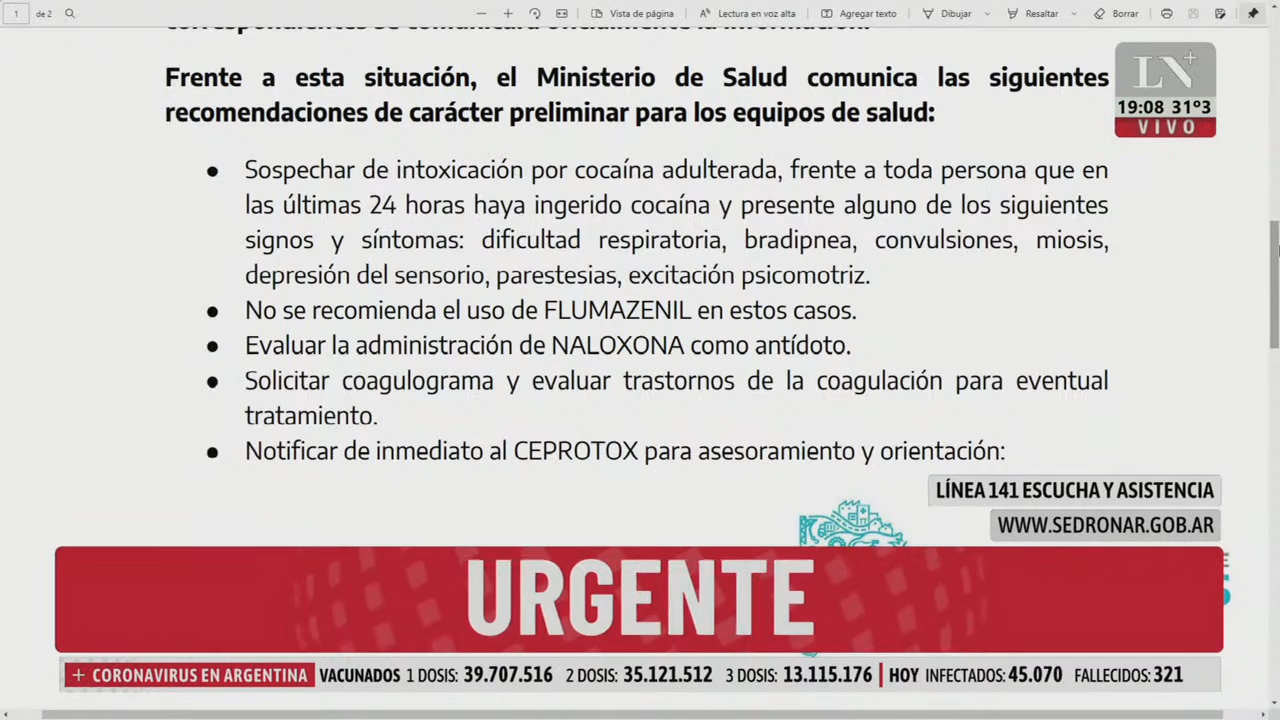 1 de 2
Vista de página
Lectura en voz alta
Agregar texto
Dibujar
Resaltar
Borrar
Frente a esta situación, el Ministerio de Salud comunica las siguientes
recomendaciones de carácter preliminar para los equipos de salud:
LN+
19:08 31º3
VIVO
● Sospechar de intoxicación por cocaína adulterada, frente a toda persona que en
las últimas 24 horas haya ingerido cocaína y presente alguno de los siguientes
signos y síntomas: dificultad respiratoria, bradipnea, convulsiones, miosis,
depresión del sensorio, parestesias, excitación psicomotriz.
● No se recomienda el uso de FLUMAZENIL en estos casos.
● Evaluar la administración de NALOXONA como antídoto.
● Solicitar coagulograma y evaluar trastornos de la coagulación para eventual
tratamiento.
● Notificar de inmediato al CEPROTOX para asesoramiento y orientación:
LÍNEA 141 ESCUCHA Y ASISTENCIA
WWW.SEDRONAR.GOB.AR
URGENTE
+ CORONAVIRUS EN ARGENTINA VACUNADOS 1 DOSIS: 39.707.516 2 DOSIS: 35.121.512 3 DOSIS: 13.115.176 HOY INFECTADOS: 45.070 FALLECIDOS: 321